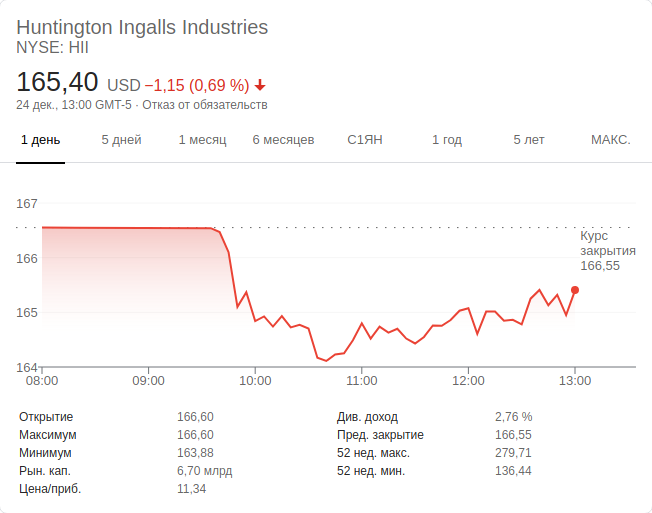 Huntington Ingalls Industries
NYSE: HII
165,40 USD −1,15 (0,69 %)
24 дек., 13:00 GMT-5 · Отказ от обязательств
1 день 5 дней 1 месяц 6 месяцев С1ЯН 1 год 5 лет МАКС.
167
Курс
закрытия
166,55
166
165
164
08:00 09:00 10:00 11:00 12:00 13:00
Открытие 166,60 Див. доход 2,76 %
Максимум 166,60 Пред. закрытие 166,55
Минимум 163,88 52 нед. макс. 279,71
Рын. кап. 6,70 млрд 52 нед. мин. 136,44
Цена/приб. 11,34